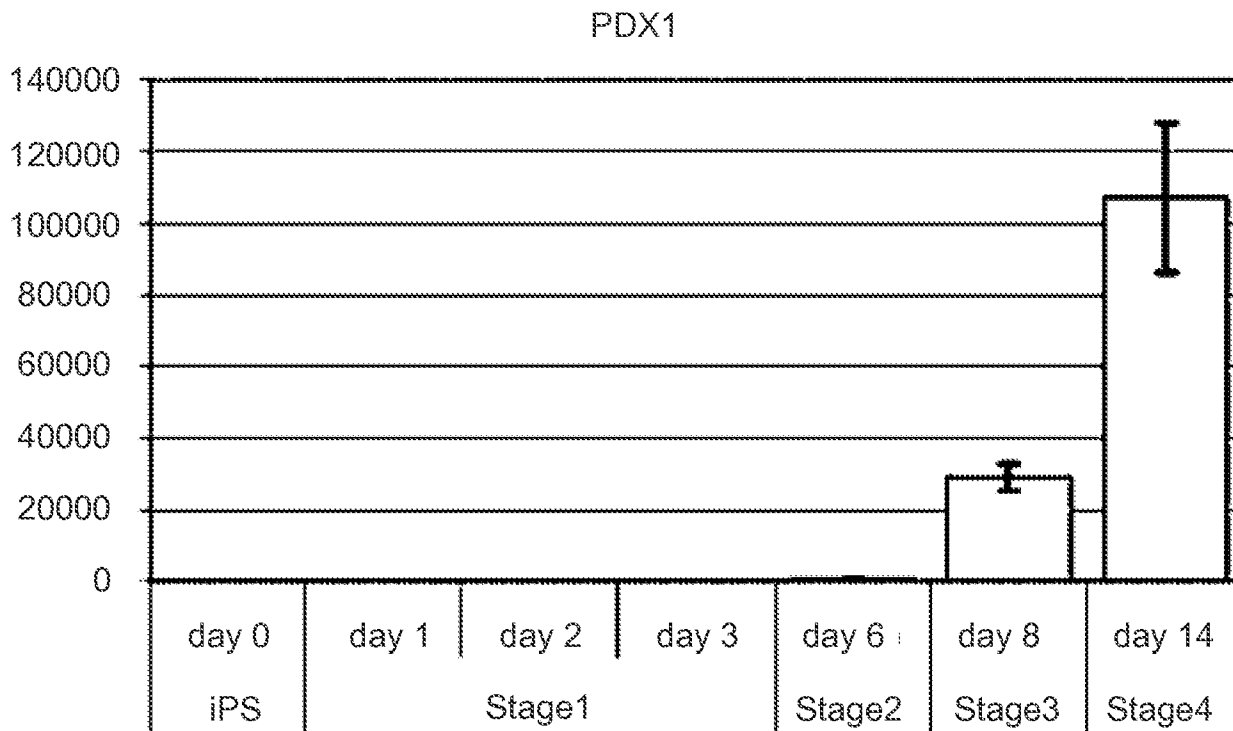 PDX1
140000
120000
100000
80000
60000
40000
20000
0
day 0 day 1 day 2 day 3 day 6 day 8 day 14
iPS Stage1 Stage2 Stage3 Stage4